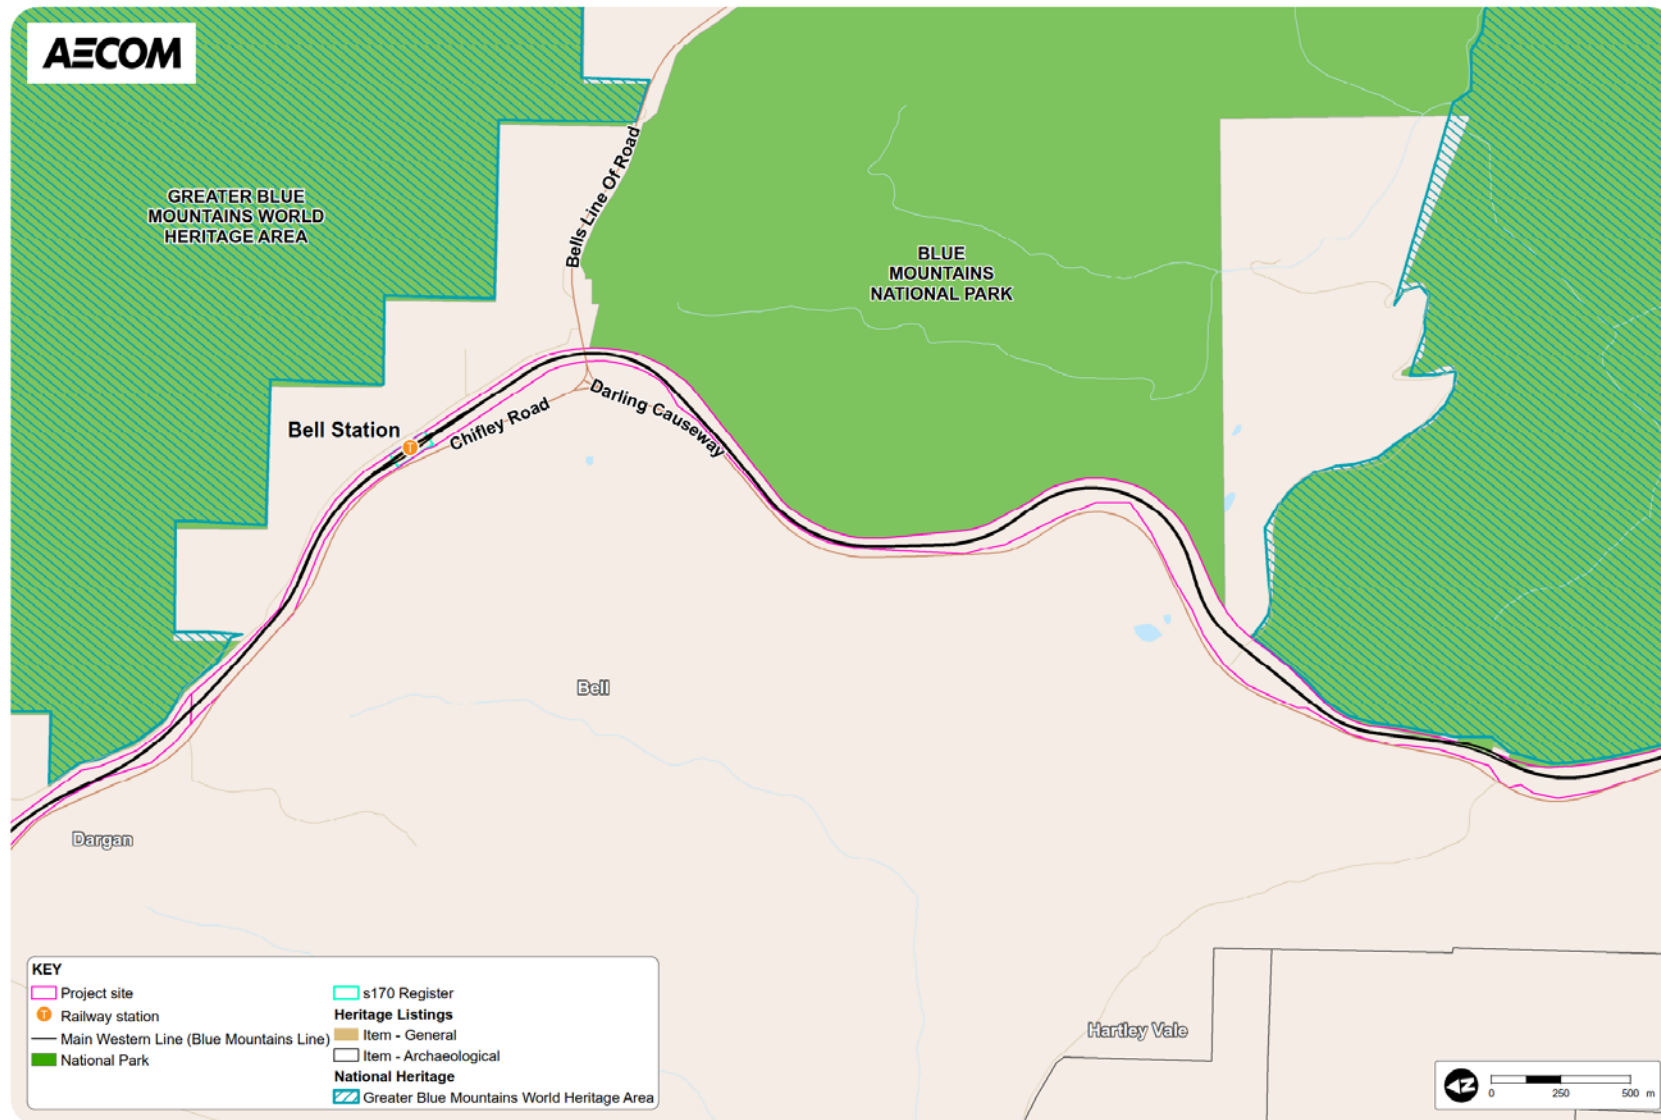 AECOM
GREATER BLUE
MOUNTAINS WORLD
HERITAGE AREA
Bells Line Of Road
BLUE
MOUNTAINS
NATIONAL PARK
Bell Station
T
Chifley Road
Darling Causeway
Bell
Dargan
Hartley Vale
KEY
Project site
T Railway station
Main Western Line (Blue Mountains Line)
National Park
s170 Register
Heritage Listings
Item - General
Item - Archaeological
National Heritage
Greater Blue Mountains World Heritage Area
Z
0 250 500 m